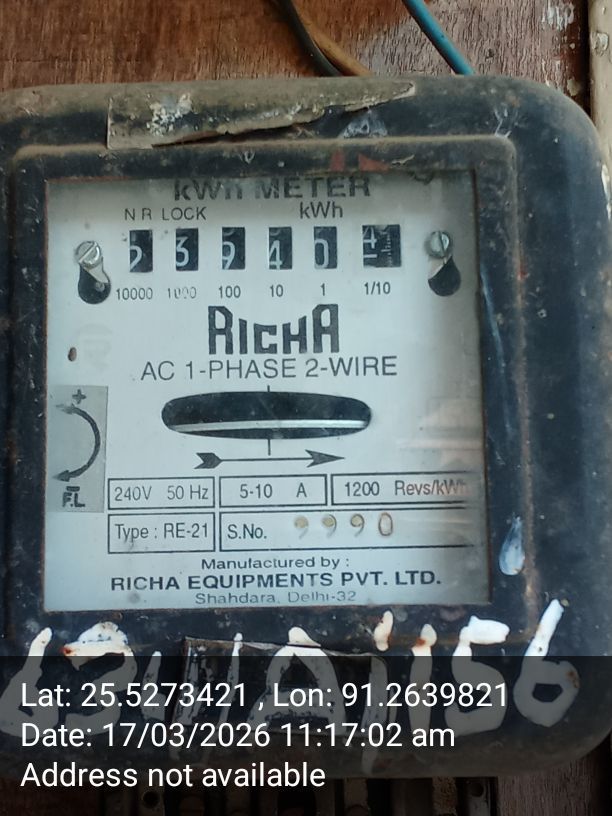 kWh METER
N R LOCK kWh
2 3 9 4 0 4
10000 1000 100 10 1 1/10
RICHA
AC 1-PHASE 2-WIRE
+
F.L
240V 50 Hz 5-10 A 1200 Revs/kWh
Type : RE-21 S.No. 9990
Manufactured by :
RICHA EQUIPMENTS PVT. LTD.
Shahdara, Delhi-32
Lat: 25.5273421 , Lon: 91.2639821
Date: 17/03/2026 11:17:02 am
Address not available